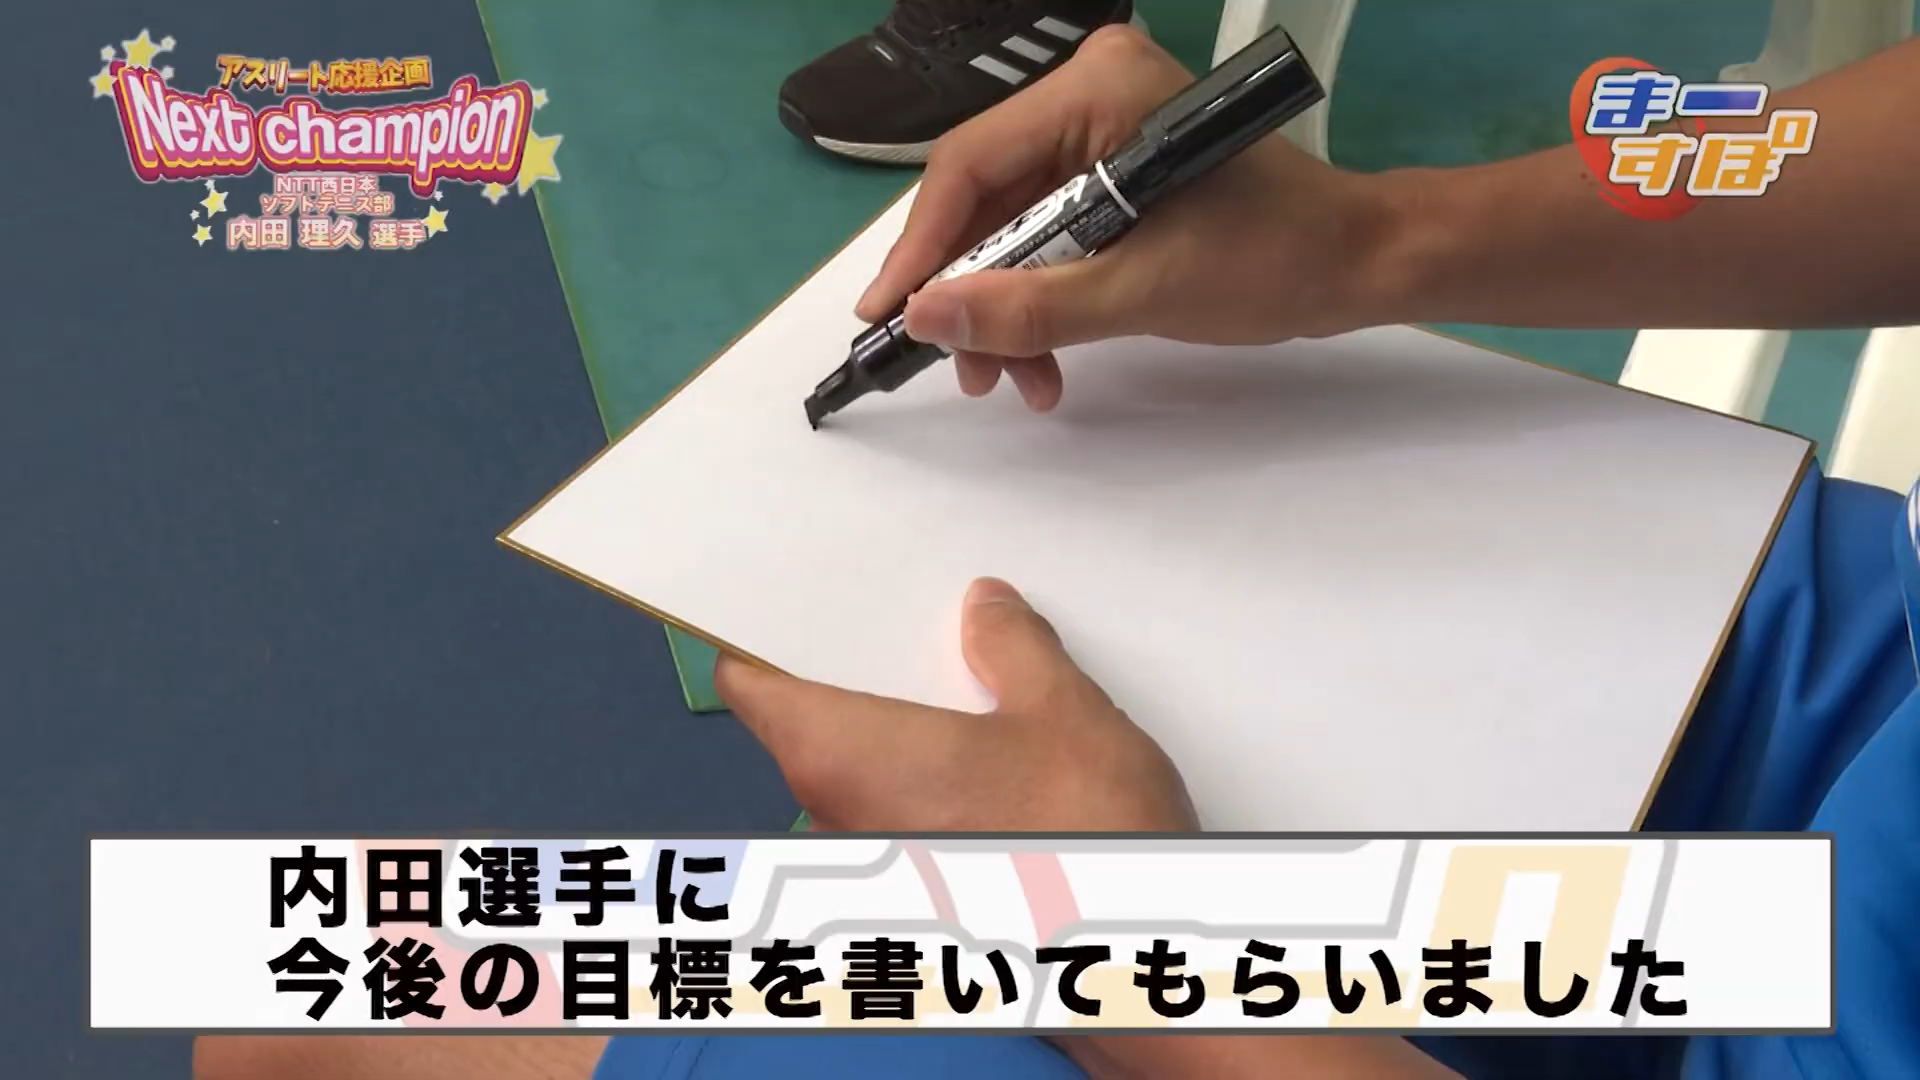 アスリート応援企画
Next champion
NTT西日本
ソフトテニス部
内田 理久 選手
まー
すぽ
内田選手に
今後の目標を書いてもらいました